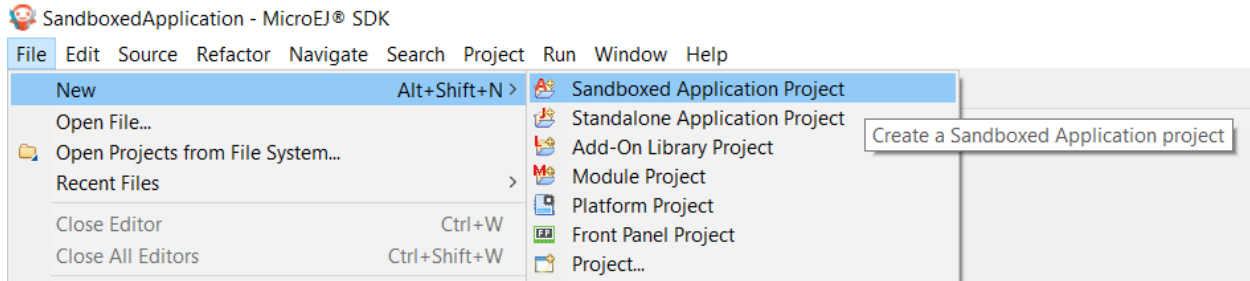 SandboxedApplication - MicroEJ® SDK
File Edit Source Refactor Navigate Search Project Run Window Help
New Alt+Shift+N >
Open File...
Open Projects from File System...
Recent Files >
Close Editor Ctrl+W
Close All Editors Ctrl+Shift+W
Sandboxed Application Project
Standalone Application Project
Add-On Library Project
Module Project
Platform Project
Front Panel Project
Project...
Create a Sandboxed Application project